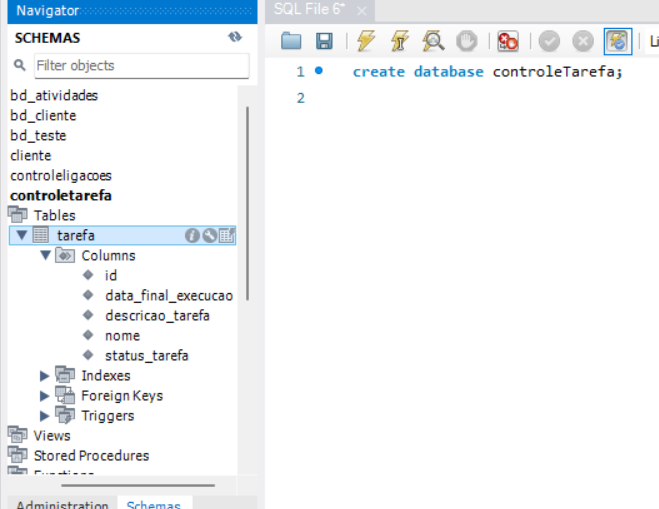 Navigator
SCHEMAS
Filter objects
bd_atividades
bd_cliente
bd_teste
cliente
controleligacoes
controletarefa
Tables
tarefa
Columns
id
data_final_execucao
descricao_tarefa
nome
status_tarefa
Indexes
Foreign Keys
Triggers
Views
Stored Procedures
Functions
Administration Schemas
SQL File 6*
Li
1 create database controleTarefa;
2